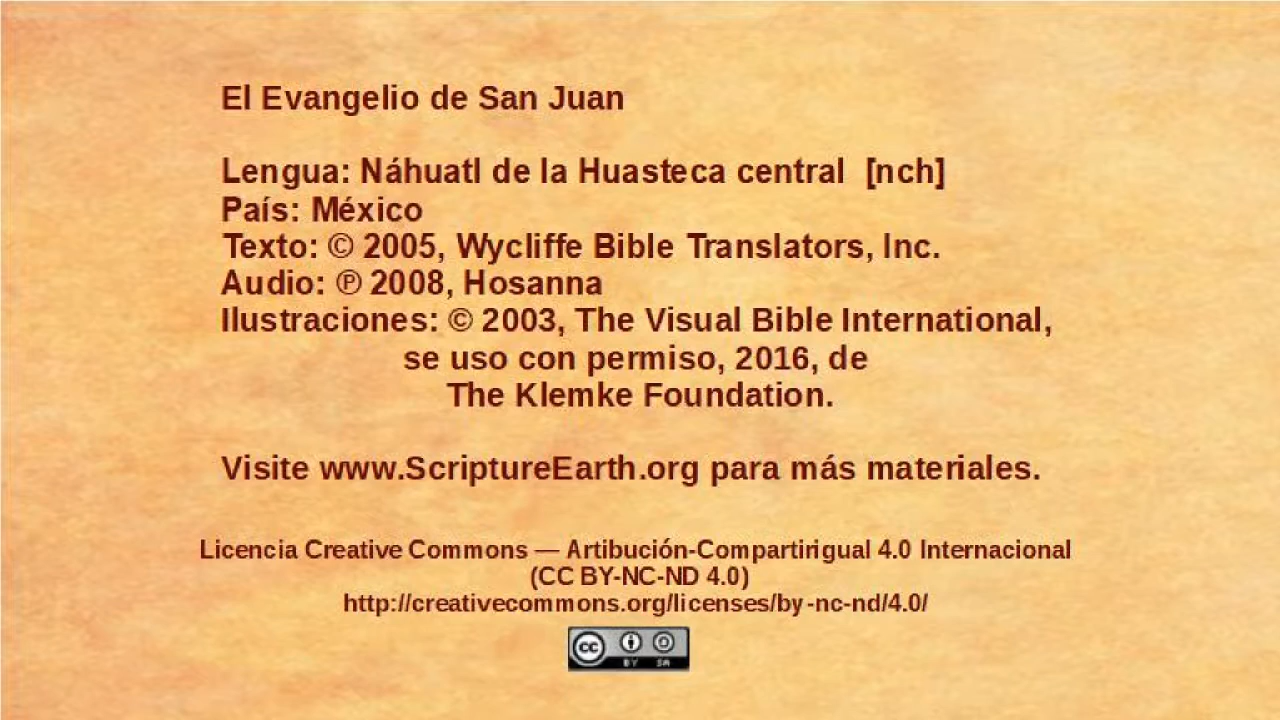 El Evangelio de San Juan
Lengua: Náhuatl de la Huasteca central [nch]
País: México
Texto: © 2005, Wycliffe Bible Translators, Inc.
Audio: ℗ 2008, Hosanna
Ilustraciones: © 2003, The Visual Bible International,
se uso con permiso, 2016, de
The Klemke Foundation.
Visite www.ScriptureEarth.org para más materiales.
Licencia Creative Commons — Artibución-Compartirigual 4.0 Internacional
(CC BY-NC-ND 4.0)
http://creativecommons.org/licenses/by-nc-nd/4.0/
cc BY SA